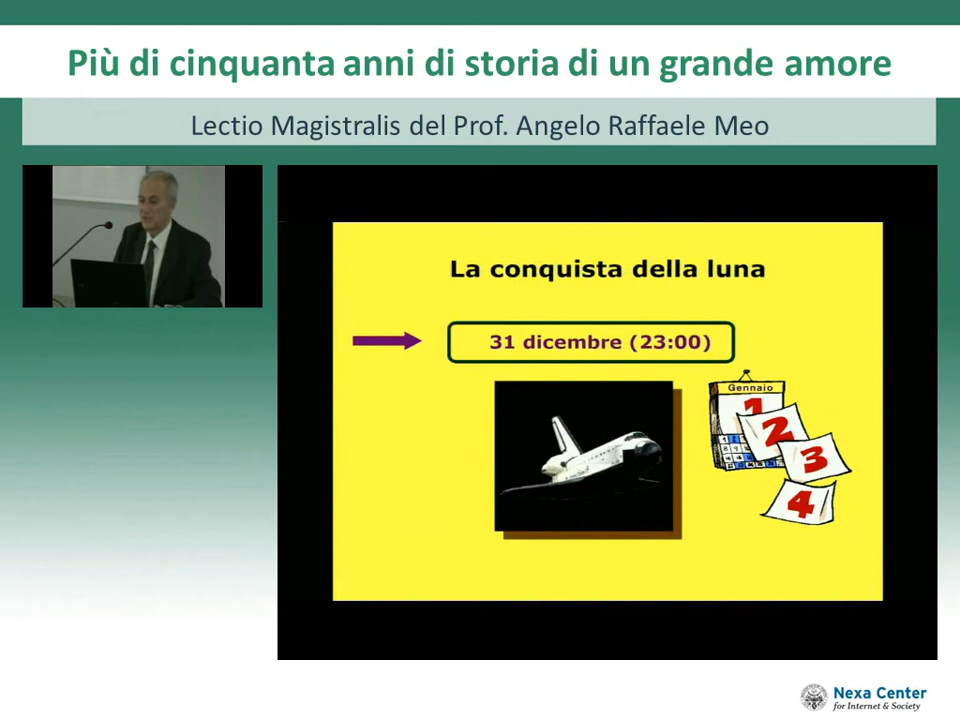 Più di cinquanta anni di storia di un grande amore
Lectio Magistralis del Prof. Angelo Raffaele Meo
La conquista della luna
31 dicembre (23:00)
Gennaio
1
2
3
4
Nexa Center
for Internet & Society